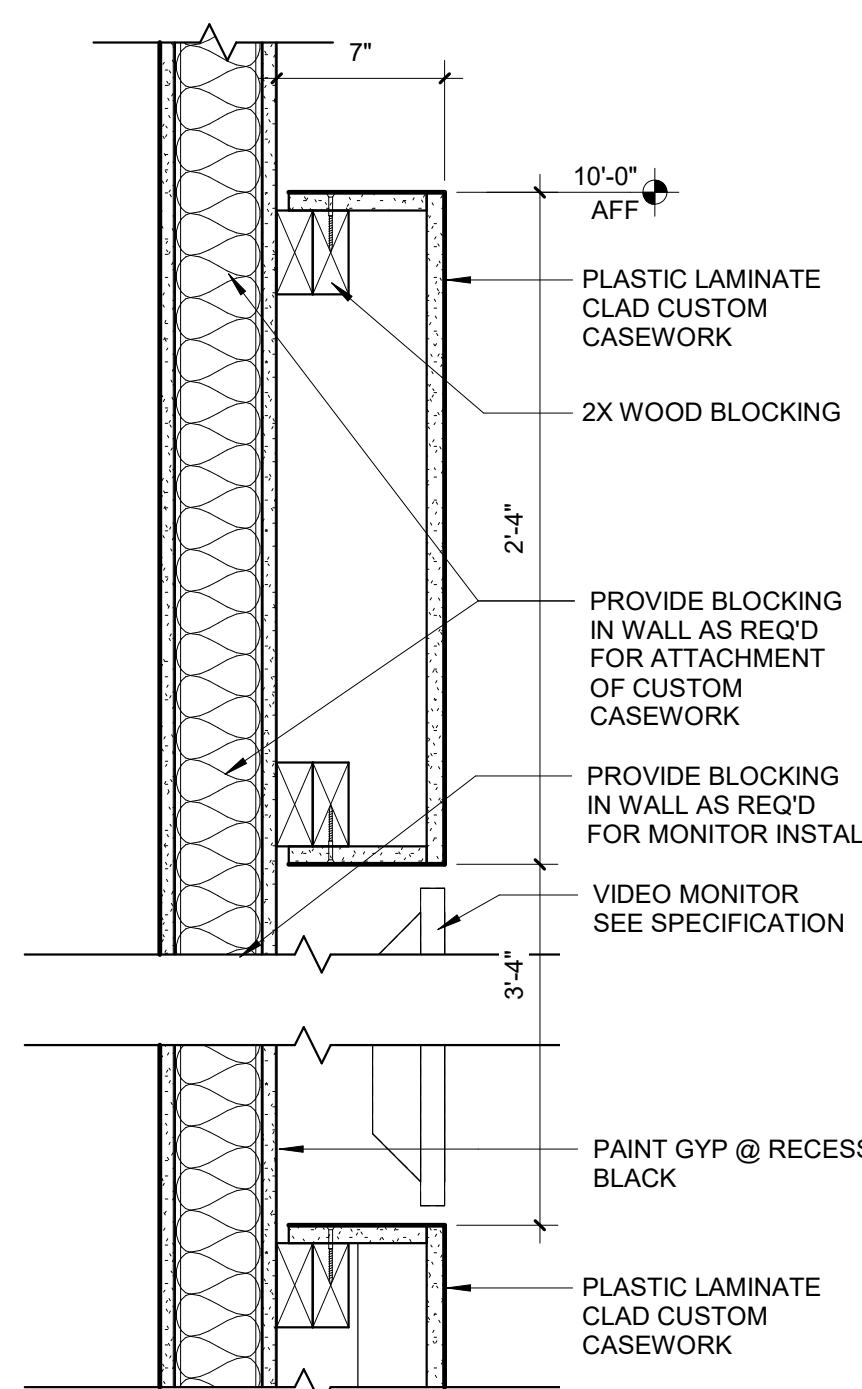 7"
10'-0"
AFF
PLASTIC LAMINATE
CLAD CUSTOM
CASEWORK
2X WOOD BLOCKING
2'-4"
PROVIDE BLOCKING
IN WALL AS REQ'D
FOR ATTACHMENT
OF CUSTOM
CASEWORK
PROVIDE BLOCKING
IN WALL AS REQ'D
FOR MONITOR INSTAL
VIDEO MONITOR
SEE SPECIFICATION
3'-4"
PAINT GYP @ RECESS
BLACK
PLASTIC LAMINATE
CLAD CUSTOM
CASEWORK